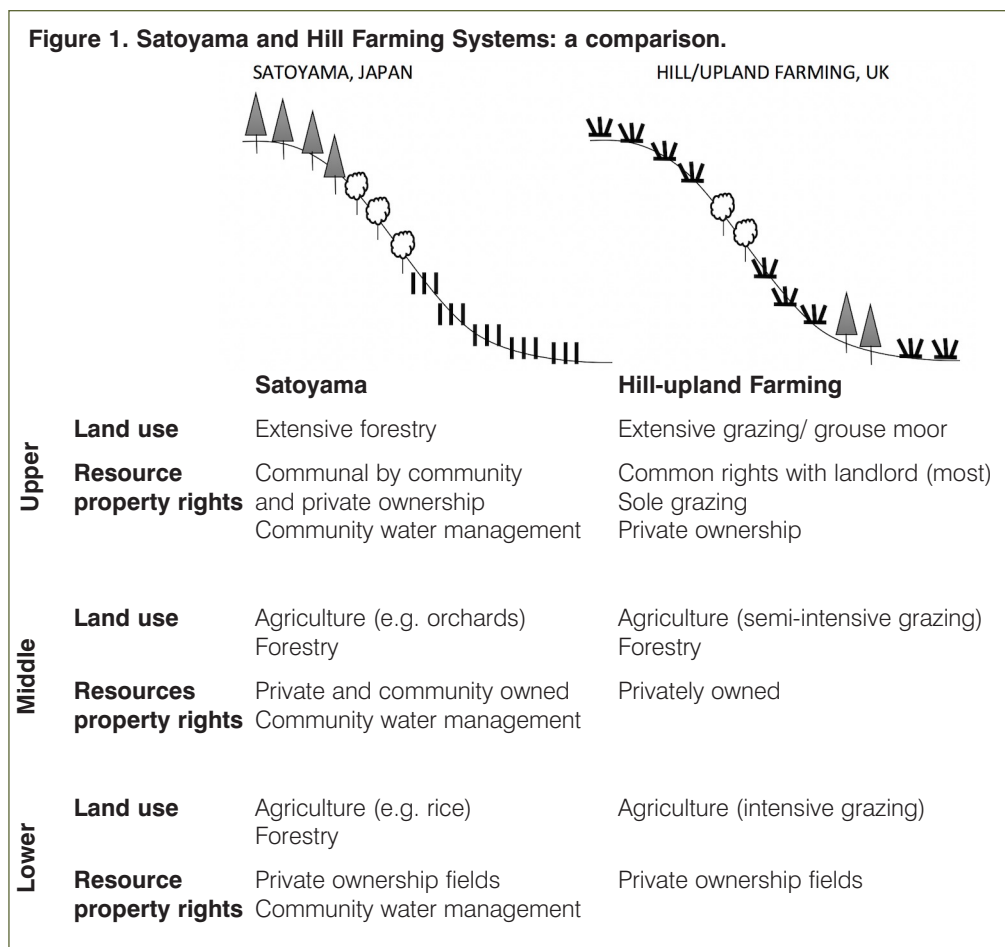 Figure 1. Satoyama and Hill Farming Systems: a comparison.
SATOYAMA, JAPAN
HILL/UPLAND FARMING, UK
Satoyama Hill-upland Farming
Upper
Land use Extensive forestry Extensive grazing/ grouse moor
Resource Communal by community Common rights with landlord (most)
property rights and private ownership Sole grazing
Community water management Private ownership
Middle
Land use Agriculture (e.g. orchards) Agriculture (semi-intensive grazing)
Forestry Forestry
Resources Private and community owned Privately owned
property rights Community water management
Lower
Land use Agriculture (e.g. rice) Agriculture (intensive grazing)
Forestry
Resource Private ownership fields Private ownership fields
property rights Community water management